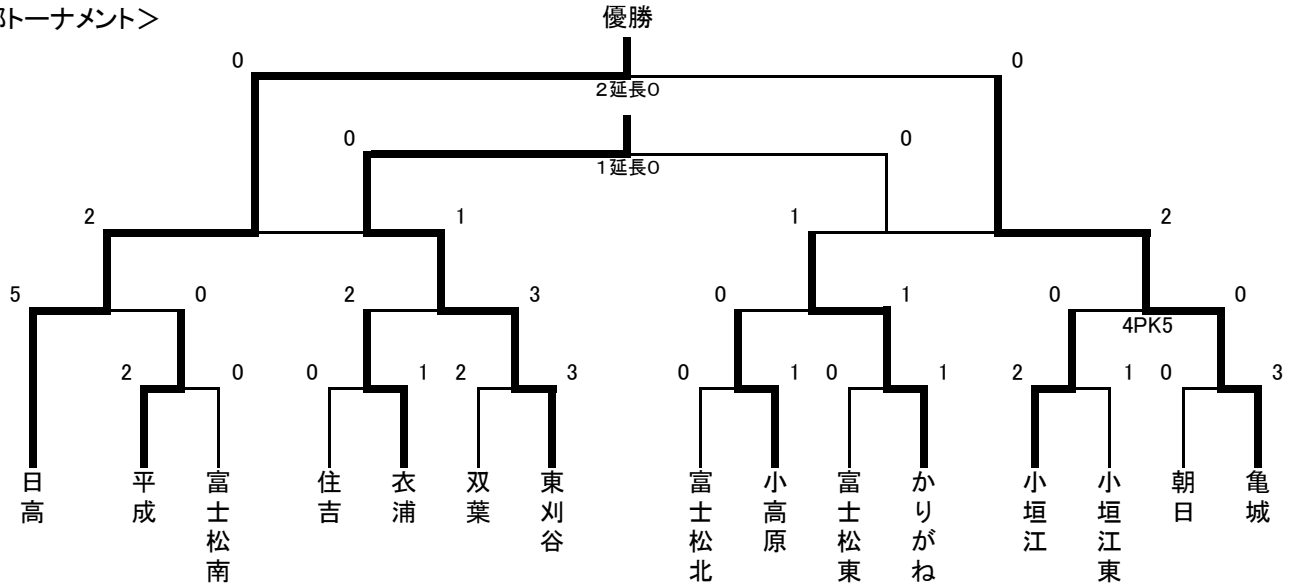 部トーナメント＞
優勝
0 0
2延長0
0 0
1延長0
2 1 1 2
5 0 2 3 0 1 0 0
4PK5
2 0 0 1 2 3 0 1 0 1 2 1 0 3
日高
平成
富士松南
住吉
衣浦
双葉
東刈谷
富士松北
小高原
富士松東
かりがね
小垣江
小垣江東
朝日
亀城